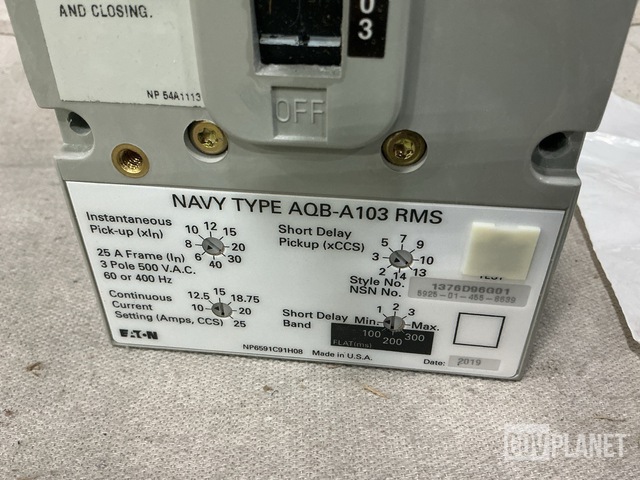 AND CLOSING.
NP 54A1113
03
OFF
NAVY TYPE AQB-A103 RMS
Instantaneous
Pick-up (xIn)
6 8 10 12 15 20 30 40
25 A Frame (In)
3 Pole 500 V.A.C.
60 or 400 Hz
Continuous
Current
Setting (Amps, CCS)
10 12.5 15 18.75 20 25
EATON
Short Delay
Pickup (xCCS)
2 3 5 7 9 10 13 14
TEST
Style No. 1376D96G01
NSN No. 5925-01-455-8639
Short Delay
Band
Min. 1 2 3 Max.
100 200 300
FLAT(ms)
NP6591C91H08 Made in U.S.A.
Date: 2019
GOVPLANET